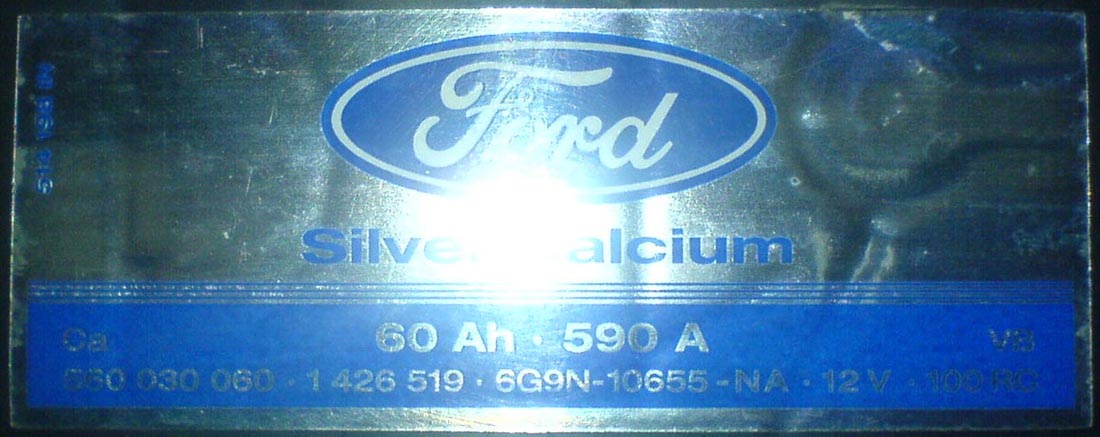 Ford
Silver Calcium
Ca 60 Ah · 590 A VB
560 030 060 · 1 426 519 · 6G9N-10655-NA · 12 V · 100 RC